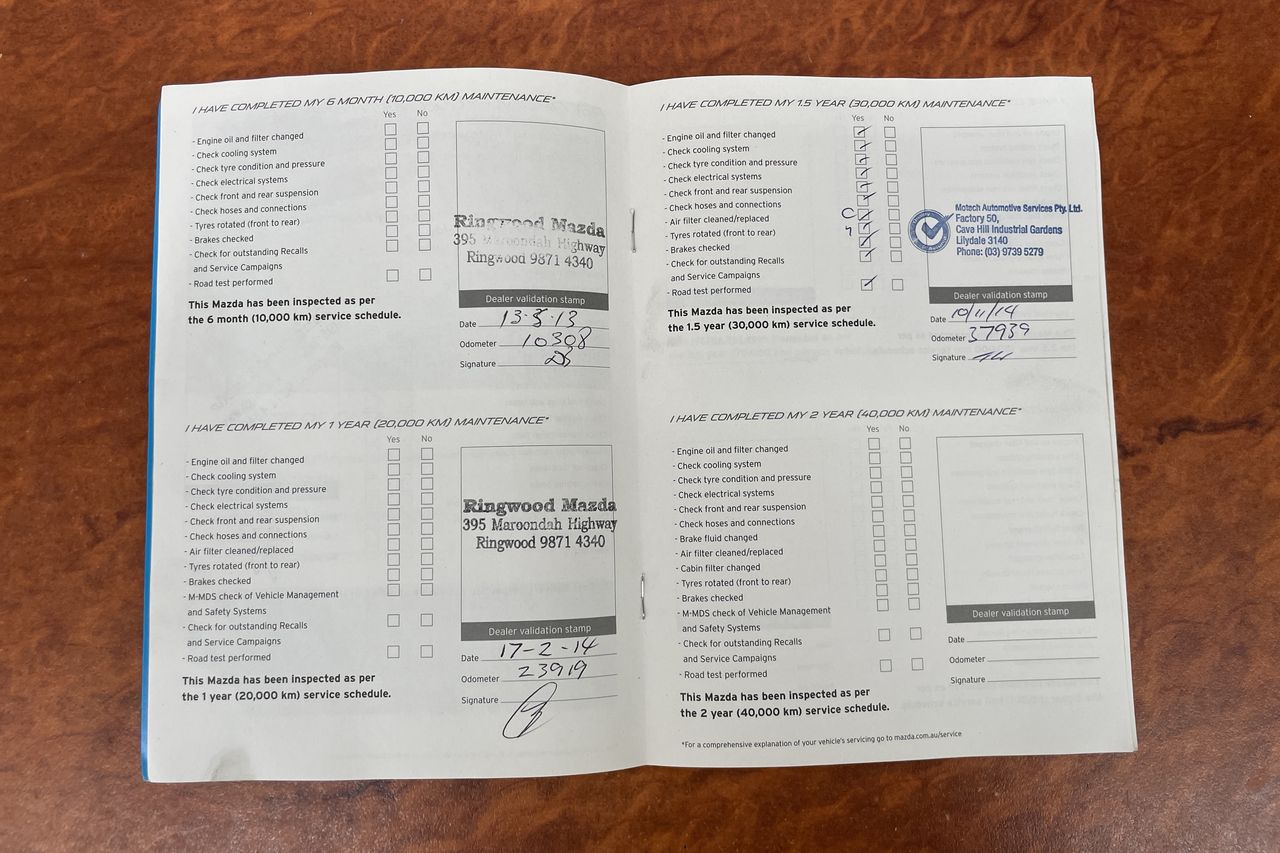 I HAVE COMPLETED MY 6 MONTH (10,000 KM) MAINTENANCE*
Yes No
- Engine oil and filter changed
- Check cooling system
- Check tyre condition and pressure
- Check electrical systems
- Check front and rear suspension
- Check hoses and connections
- Tyres rotated (front to rear)
- Brakes checked
- Check for outstanding Recalls
and Service Campaigns
- Road test performed
This Mazda has been inspected as per
the 6 month (10,000 km) service schedule.
Ringwood Mazda
395 Maroondah Highway
Ringwood 9871 4340
Dealer validation stamp
Date 13-8-13
Odometer 10308
Signature
I HAVE COMPLETED MY 1 YEAR (20,000 KM) MAINTENANCE*
Yes No
- Engine oil and filter changed
- Check cooling system
- Check tyre condition and pressure
- Check electrical systems
- Check front and rear suspension
- Check hoses and connections
- Air filter cleaned/replaced
- Tyres rotated (front to rear)
- Brakes checked
- M-MDS check of Vehicle Management
and Safety Systems
- Check for outstanding Recalls
and Service Campaigns
- Road test performed
This Mazda has been inspected as per
the 1 year (20,000 km) service schedule.
Ringwood Mazda
395 Maroondah Highway
Ringwood 9871 4340
Dealer validation stamp
Date 17-2-14
Odometer 23919
Signature
I HAVE COMPLETED MY 1.5 YEAR (30,000 KM) MAINTENANCE*
Yes No
- Engine oil and filter changed
- Check cooling system
- Check tyre condition and pressure
- Check electrical systems
- Check front and rear suspension
- Check hoses and connections
- Air filter cleaned/replaced
- Tyres rotated (front to rear)
- Brakes checked
- Check for outstanding Recalls
and Service Campaigns
- Road test performed
This Mazda has been inspected as per
the 1.5 year (30,000 km) service schedule.
Motech Automotive Services Pty. Ltd.
Factory 50,
Cave Hill Industrial Gardens
Lilydale 3140
Phone: (03) 9739 5279
Dealer validation stamp
Date 10/11/14
Odometer 37939
Signature
I HAVE COMPLETED MY 2 YEAR (40,000 KM) MAINTENANCE*
Yes No
- Engine oil and filter changed
- Check cooling system
- Check tyre condition and pressure
- Check electrical systems
- Check front and rear suspension
- Check hoses and connections
- Brake fluid changed
- Air filter cleaned/replaced
- Cabin filter changed
- Tyres rotated (front to rear)
- Brakes checked
- M-MDS check of Vehicle Management
and Safety Systems
- Check for outstanding Recalls
and Service Campaigns
- Road test performed
This Mazda has been inspected as per
the 2 year (40,000 km) service schedule.
Dealer validation stamp
Date
Odometer
Signature
*For a comprehensive explanation of your vehicle's servicing go to mazda.com.au/service